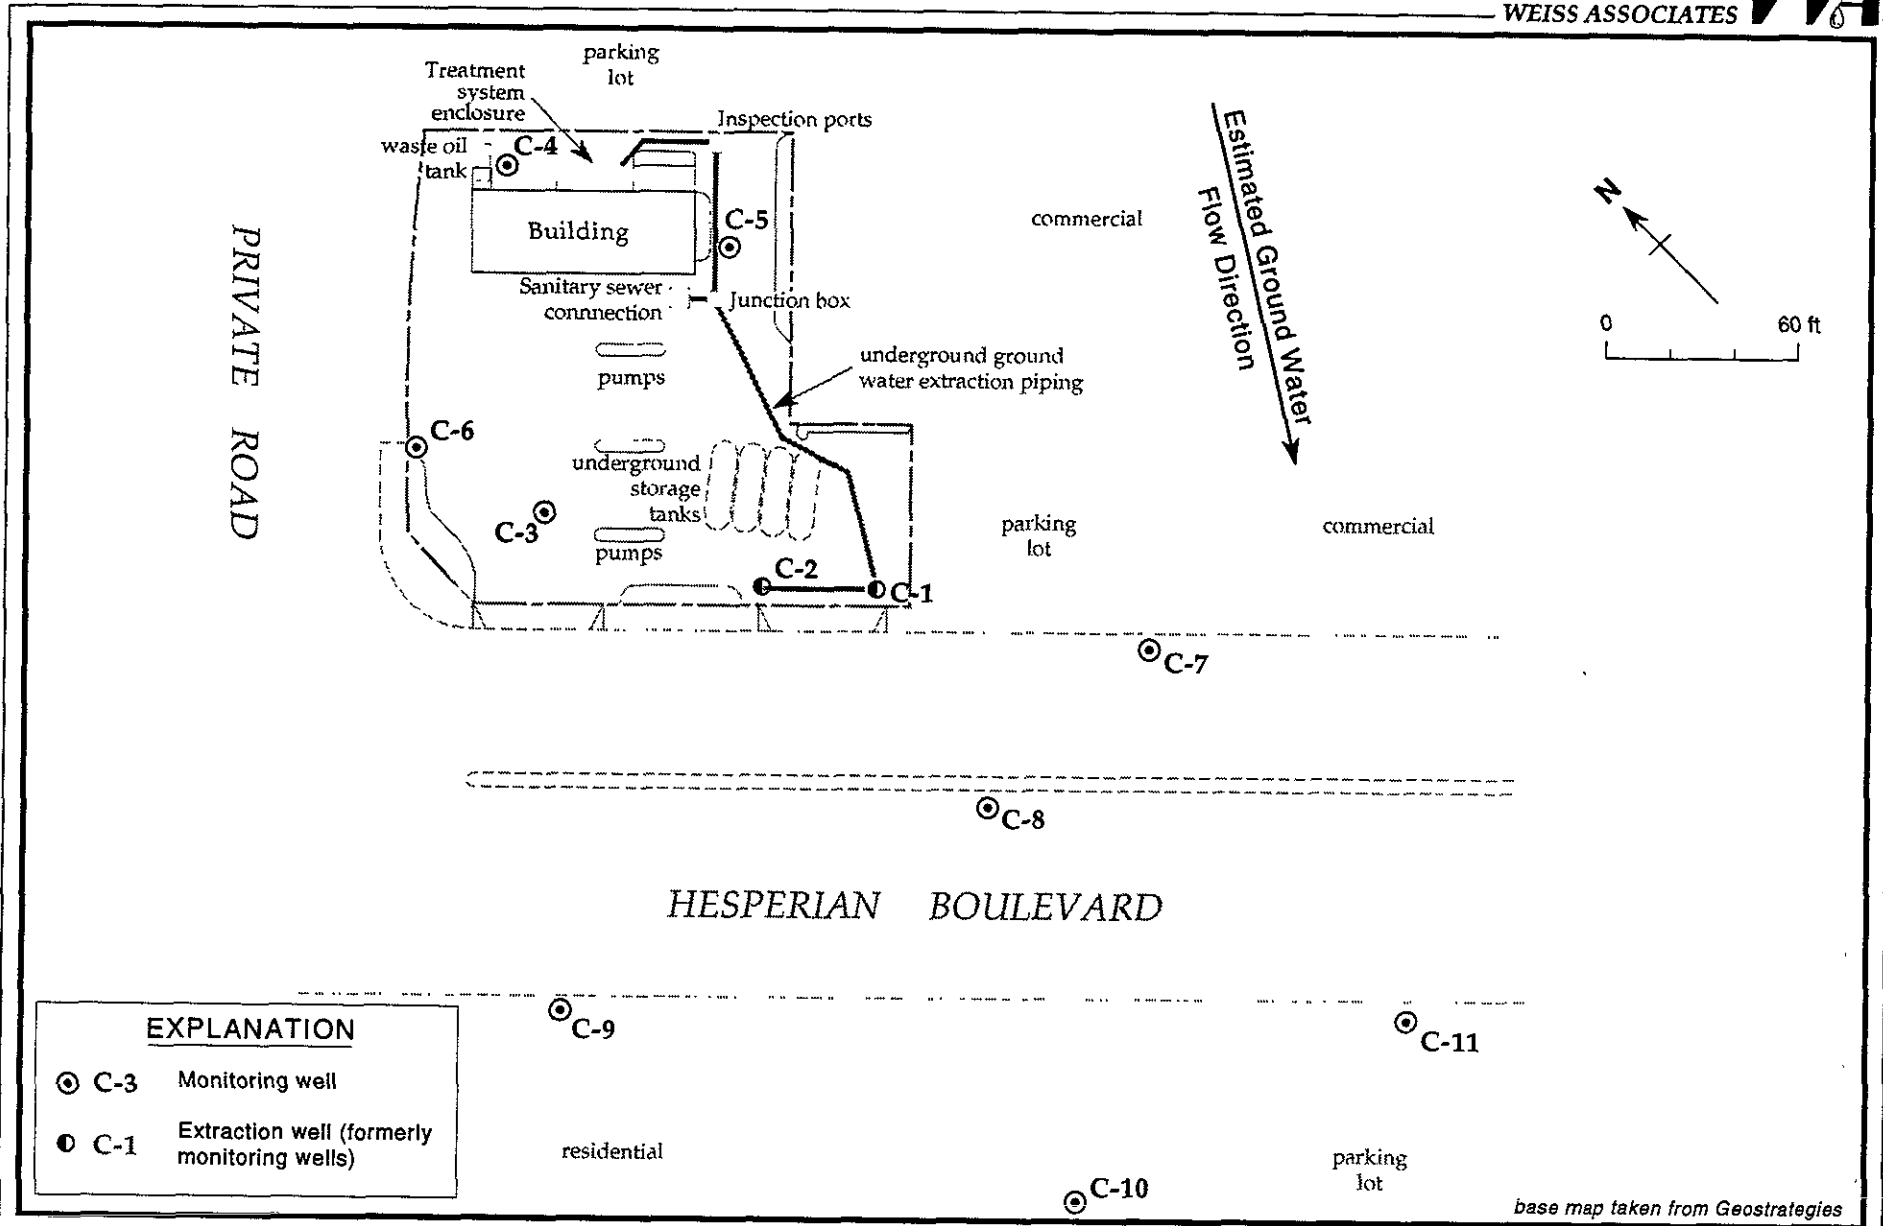 WEISS ASSOCIATES
parking
lot
Treatment
system
enclosure
Inspection ports
waste oil
tank
C-4
Building
C-5
Sanitary sewer
connnection
Junction box
pumps
underground ground
water extraction piping
commercial
Estimated Ground Water
Flow Direction
N
0
60 ft
PRIVATE ROAD
C-6
underground
storage
tanks
C-3
pumps
C-2
C-1
parking
lot
commercial
C-7
C-8
HESPERIAN BOULEVARD
C-9
C-11
EXPLANATION
C-3 Monitoring well
C-1 Extraction well (formerly
monitoring wells)
residential
C-10
parking
lot
base map taken from Geostrategies